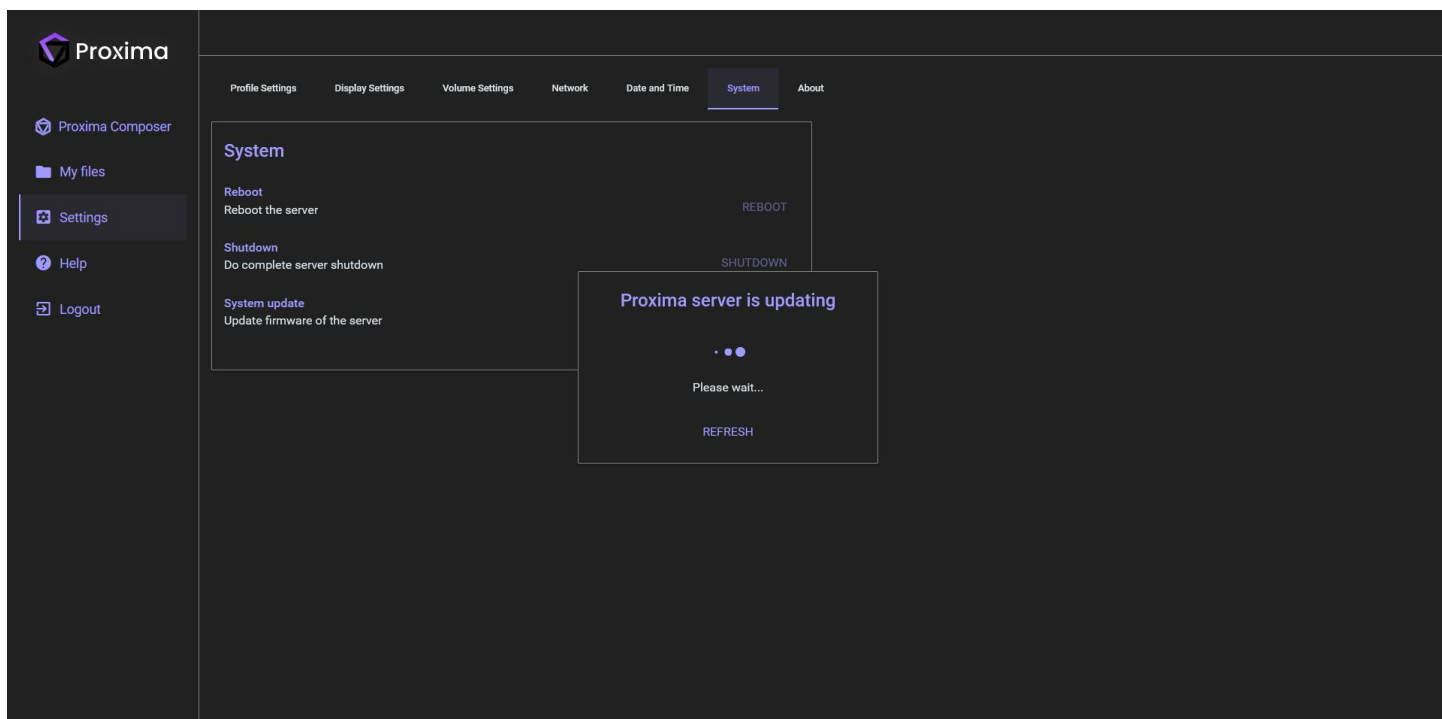 Proxima
Profile Settings Display Settings Volume Settings Network Date and Time System About
Proxima Composer
My files
Settings
Help
Logout
System
Reboot
Reboot the server
REBOOT
Shutdown
Do complete server shutdown
SHUTDOWN
System update
Update firmware of the server
Proxima server is updating
Please wait...
REFRESH